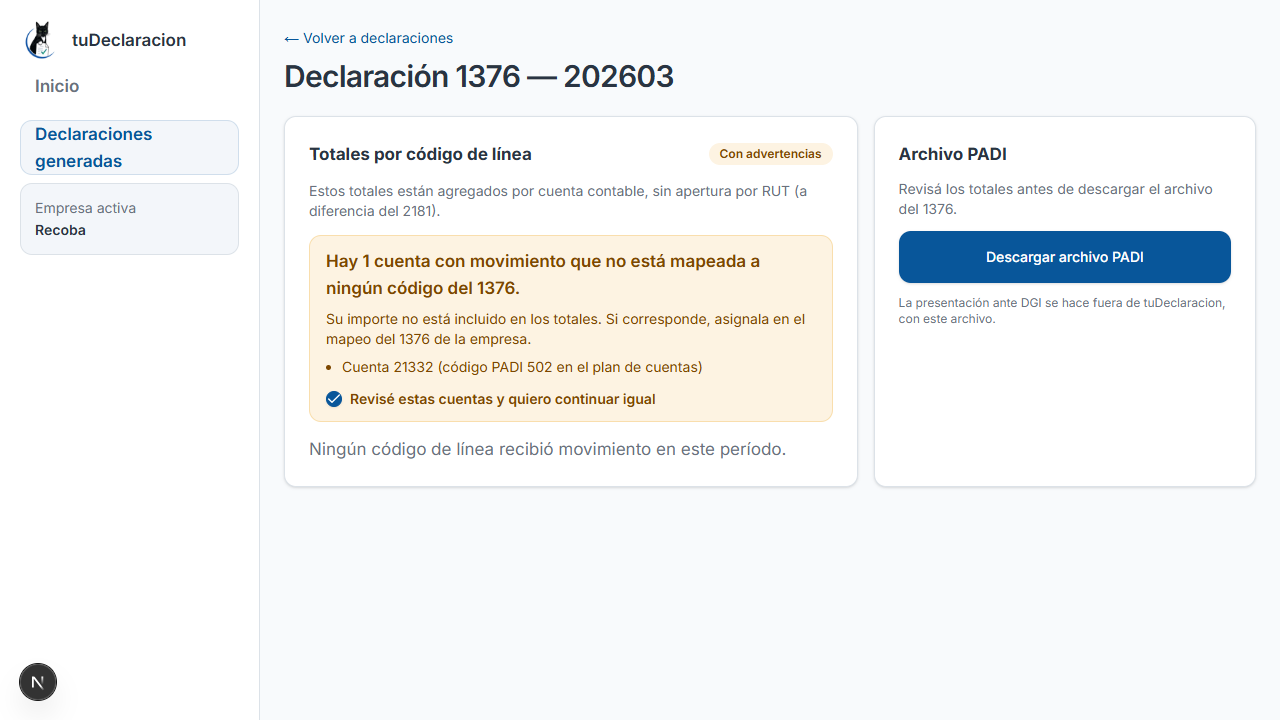 tuDeclaracion
Inicio
Declaraciones
generadas
Empresa activa
Recoba
← Volver a declaraciones
Declaración 1376 — 202603
Totales por código de línea
Con advertencias
Estos totales están agregados por cuenta contable, sin apertura por RUT (a
diferencia del 2181).
Hay 1 cuenta con movimiento que no está mapeada a
ningún código del 1376.
Su importe no está incluido en los totales. Si corresponde, asignala en el
mapeo del 1376 de la empresa.
• Cuenta 21332 (código PADI 502 en el plan de cuentas)
Revisé estas cuentas y quiero continuar igual
Ningún código de línea recibió movimiento en este período.
Archivo PADI
Revisá los totales antes de descargar el archivo
del 1376.
Descargar archivo PADI
La presentación ante DGI se hace fuera de tuDeclaracion,
con este archivo.
N